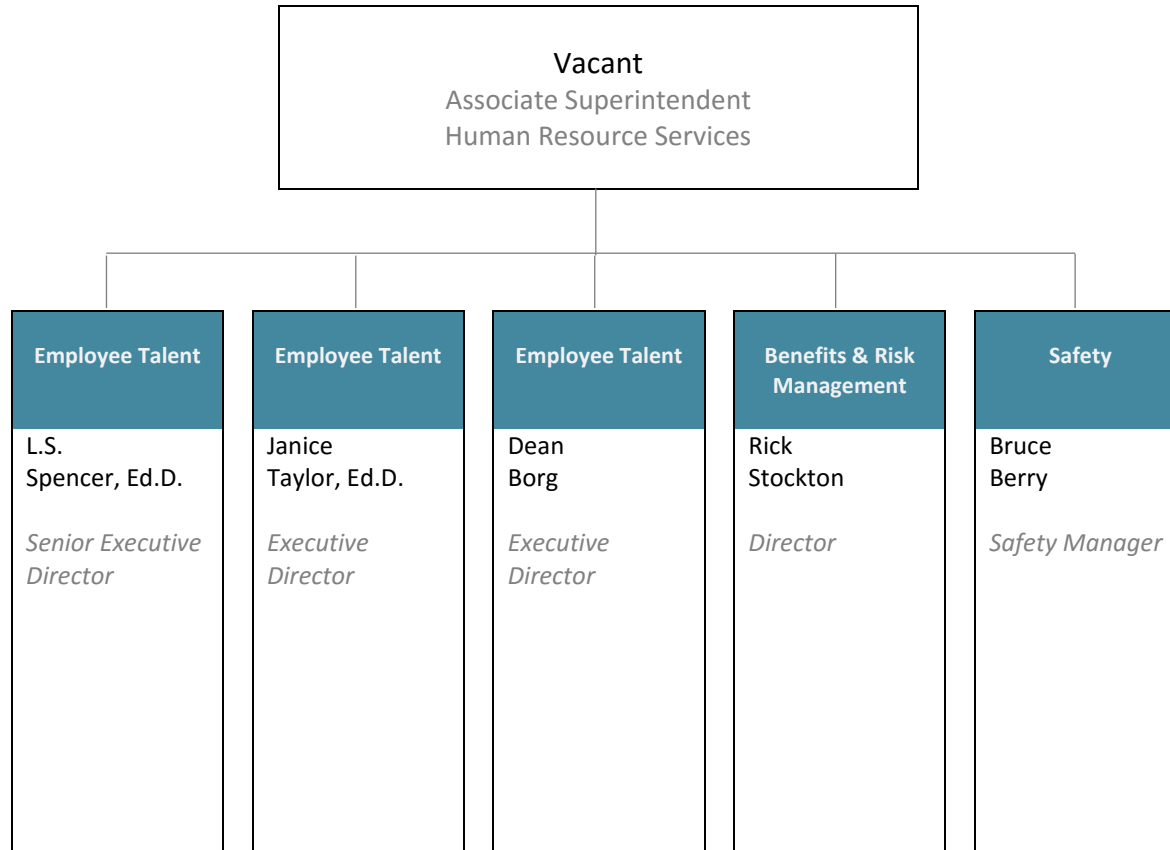 Vacant
Associate Superintendent
Human Resource Services
Employee Talent
L.S.
Spencer, Ed.D.
Senior Executive
Director
Employee Talent
Janice
Taylor, Ed.D.
Executive
Director
Employee Talent
Dean
Borg
Executive
Director
Benefits & Risk
Management
Rick
Stockton
Director
Safety
Bruce
Berry
Safety Manager